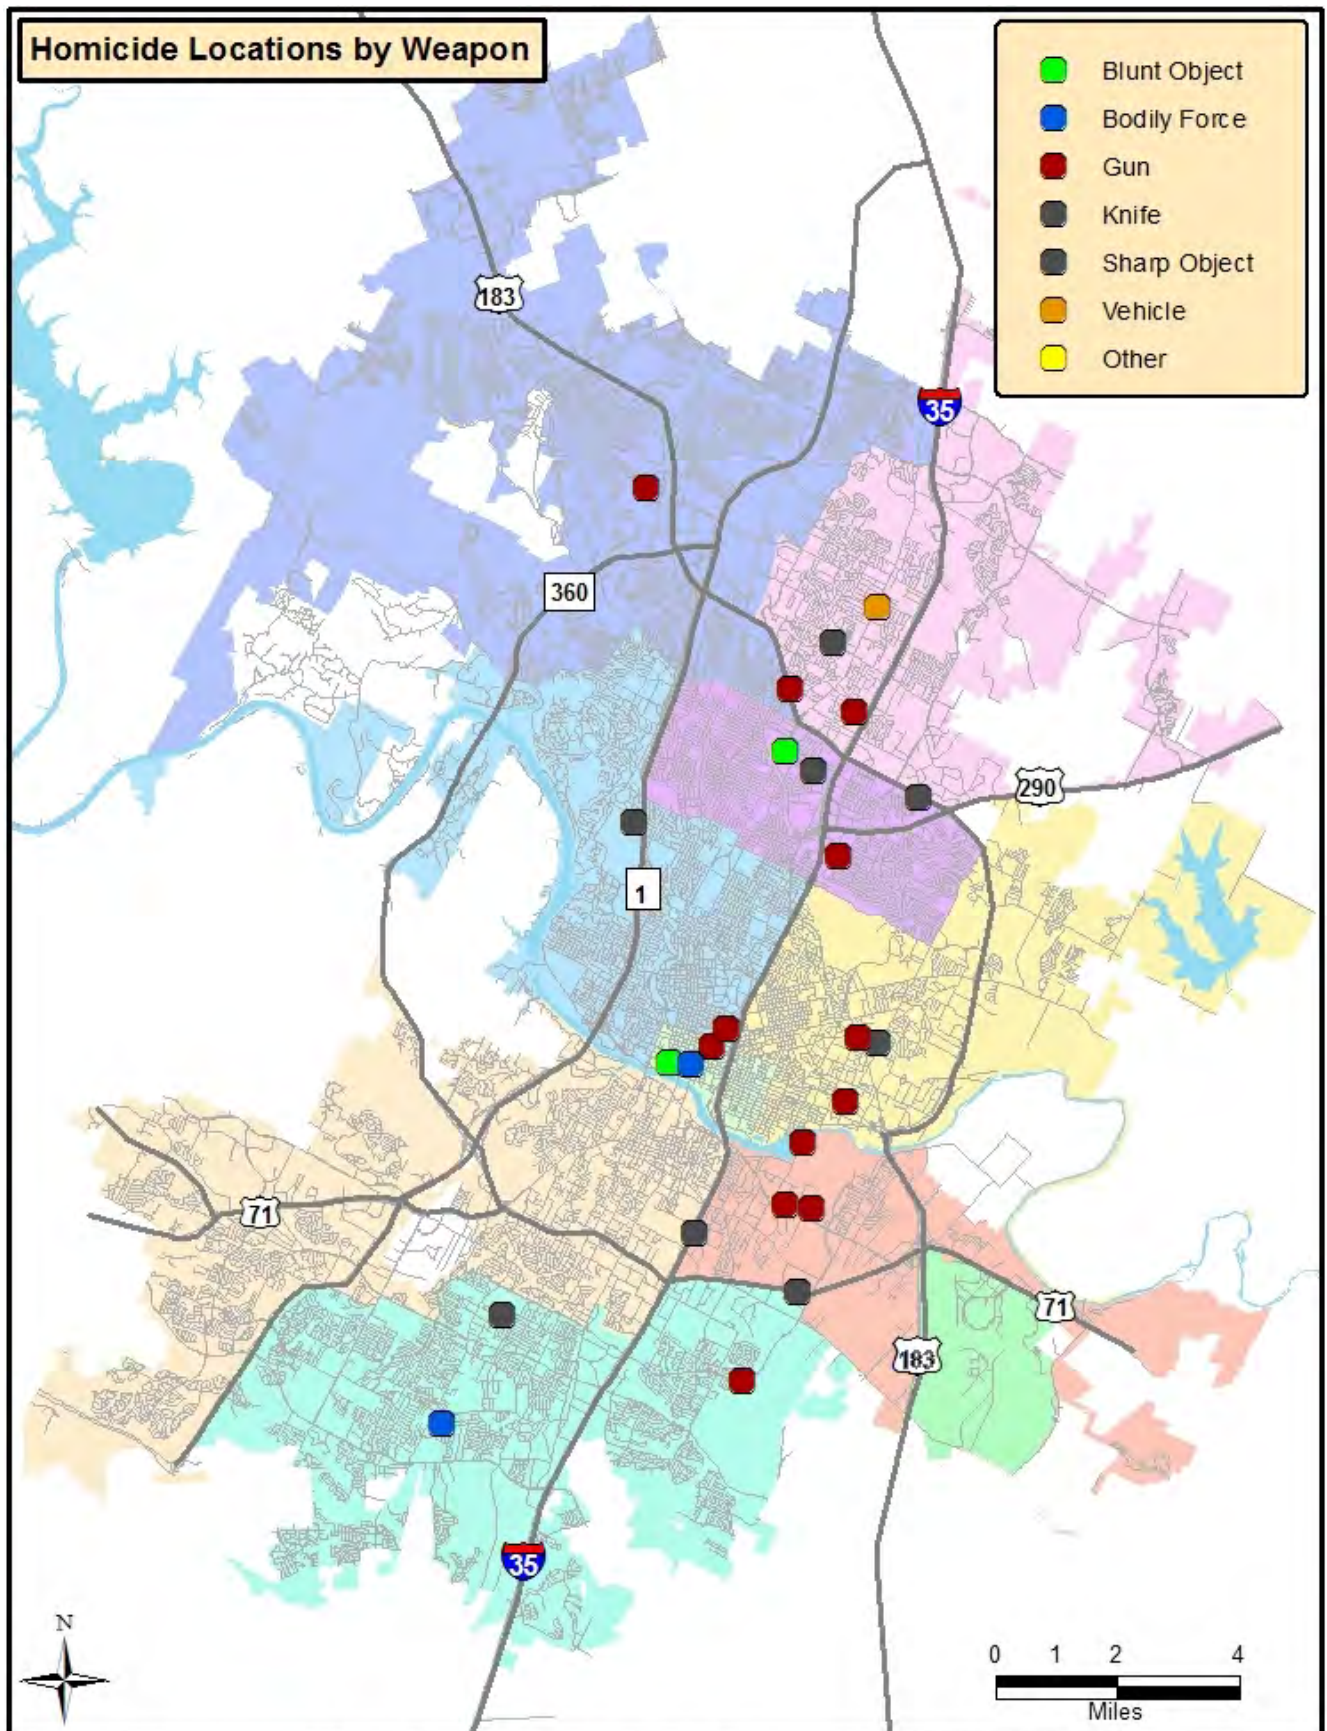 Homicide Locations by Weapon
Blunt Object
Bodily Force
Gun
Knife
Sharp Object
Vehicle
Other
183
35
360
290
1
71
71
183
35
N
0 1 2 4
Miles